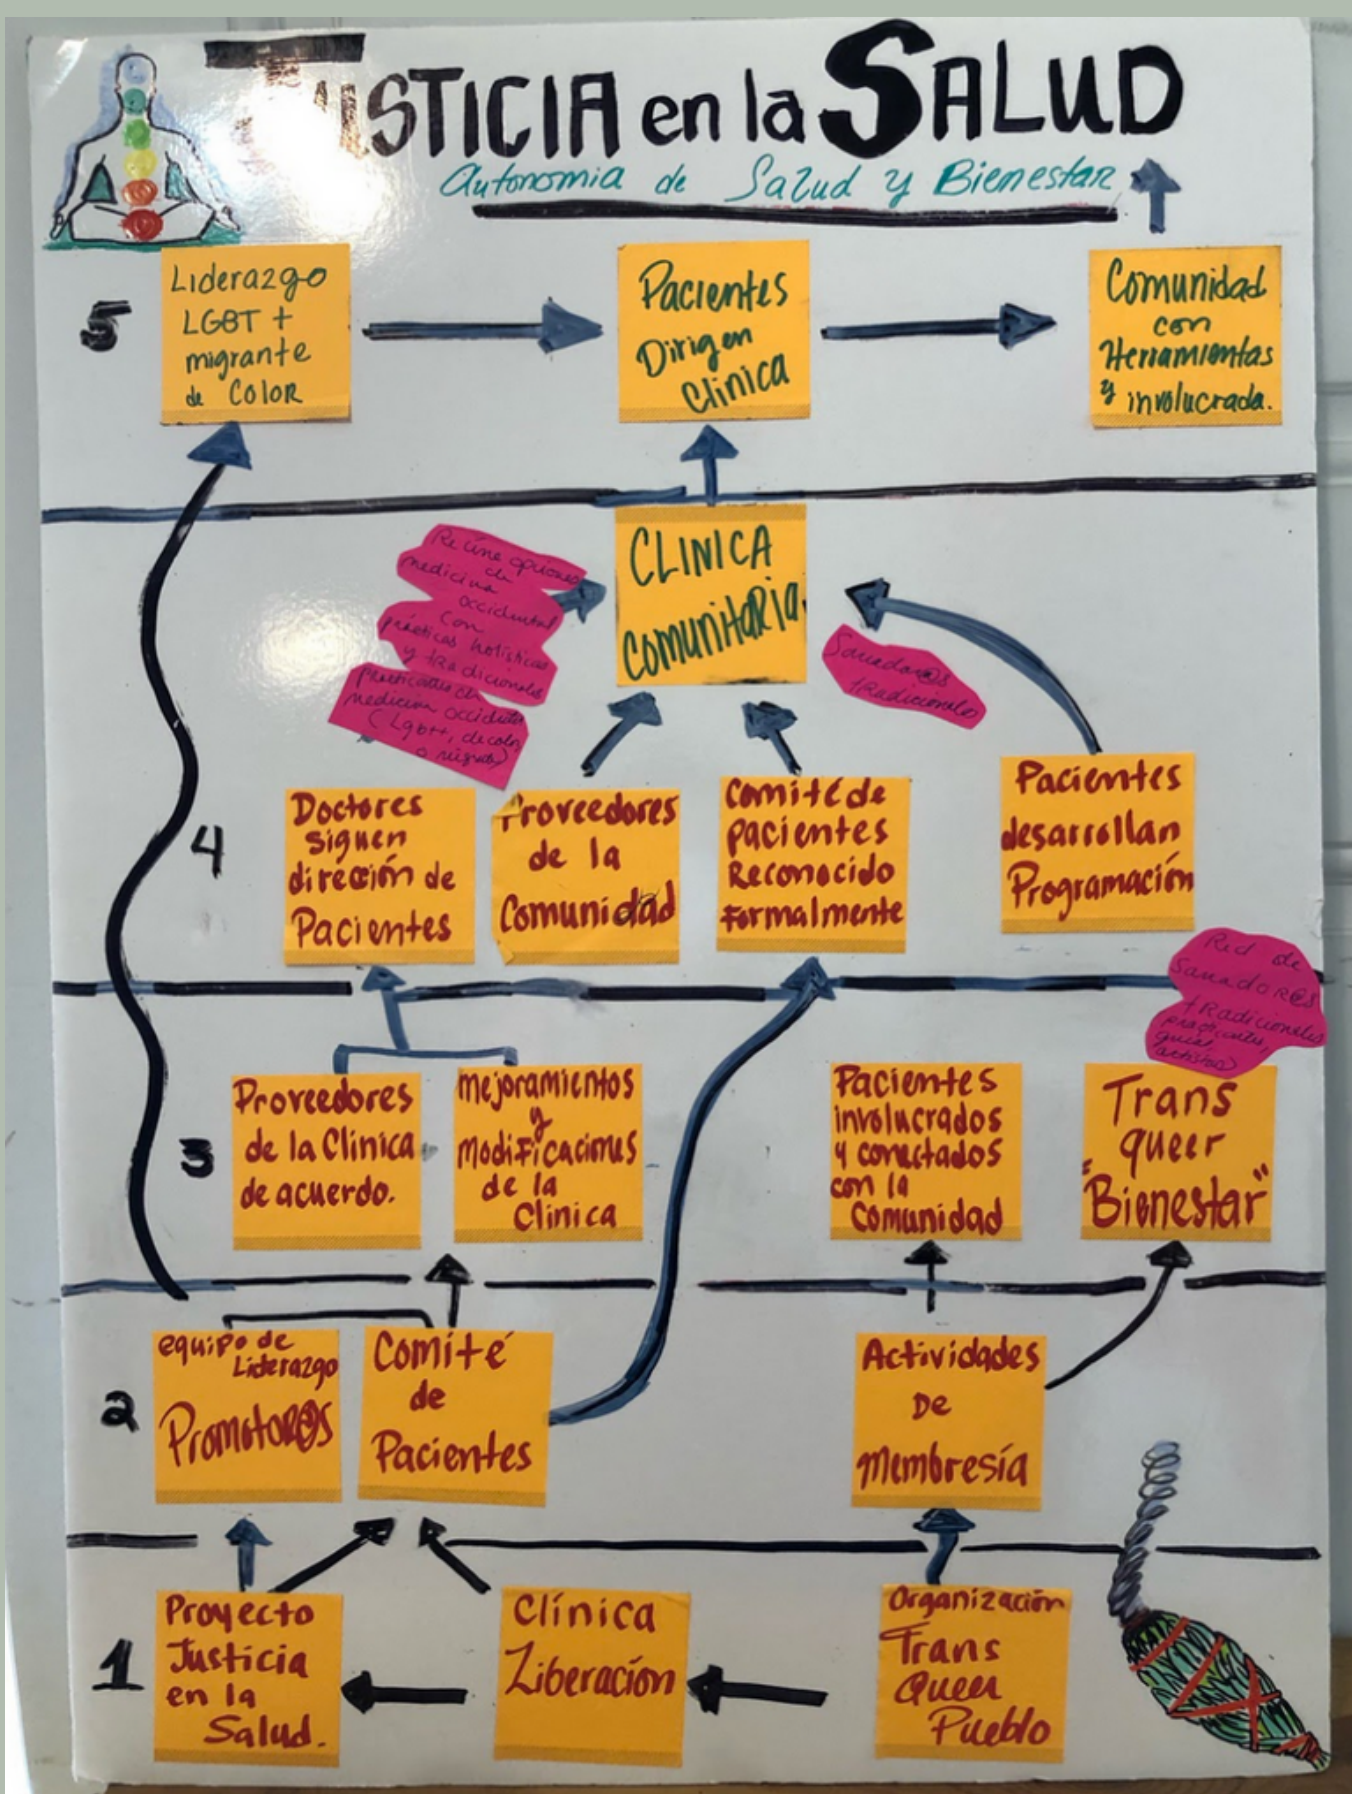 JUSTICIA en la SALUD
Autonomia de Salud y Bienestar
5
Liderazgo
LGBT +
migrante
de COLOR
Pacientes
Dirigen
Clinica
Comunidad
con
Herramientas
y involucrada.
CLINICA
Comunitaria
Reúne opciones
de
medicina
occidental
con
prácticas holísticas
y tradicionales
medicina
(Lgbt+, de color
o
Sanador@s
tradicionales
4
Doctores
siguen
dirección de
Pacientes
Proveedores
de la
Comunidad
Comité de
pacientes
Reconocido
Formalmente
Pacientes
desarrollan
Programación
Red de
Sanador@s
tradicionales
3
Proveedores
de la Clinica
de acuerdo.
Mejoramientos
y
Modificaciones
de la
Clinica
Pacientes
involucrados
y conectados
con la
Comunidad
Trans
queer
"Bienestar"
2
equipo de
Liderazgo
Promotor@s
Comité
de
Pacientes
Actividades
De
membresía
1
Proyecto
Justicia
en la
Salud.
Clínica
Liberación
Organización
Trans
Queer
Pueblo